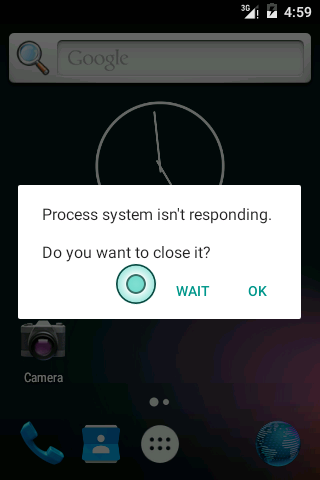 3G
4:59
Google
Process system isn't responding.
Do you want to close it?
WAIT
OK
Camera